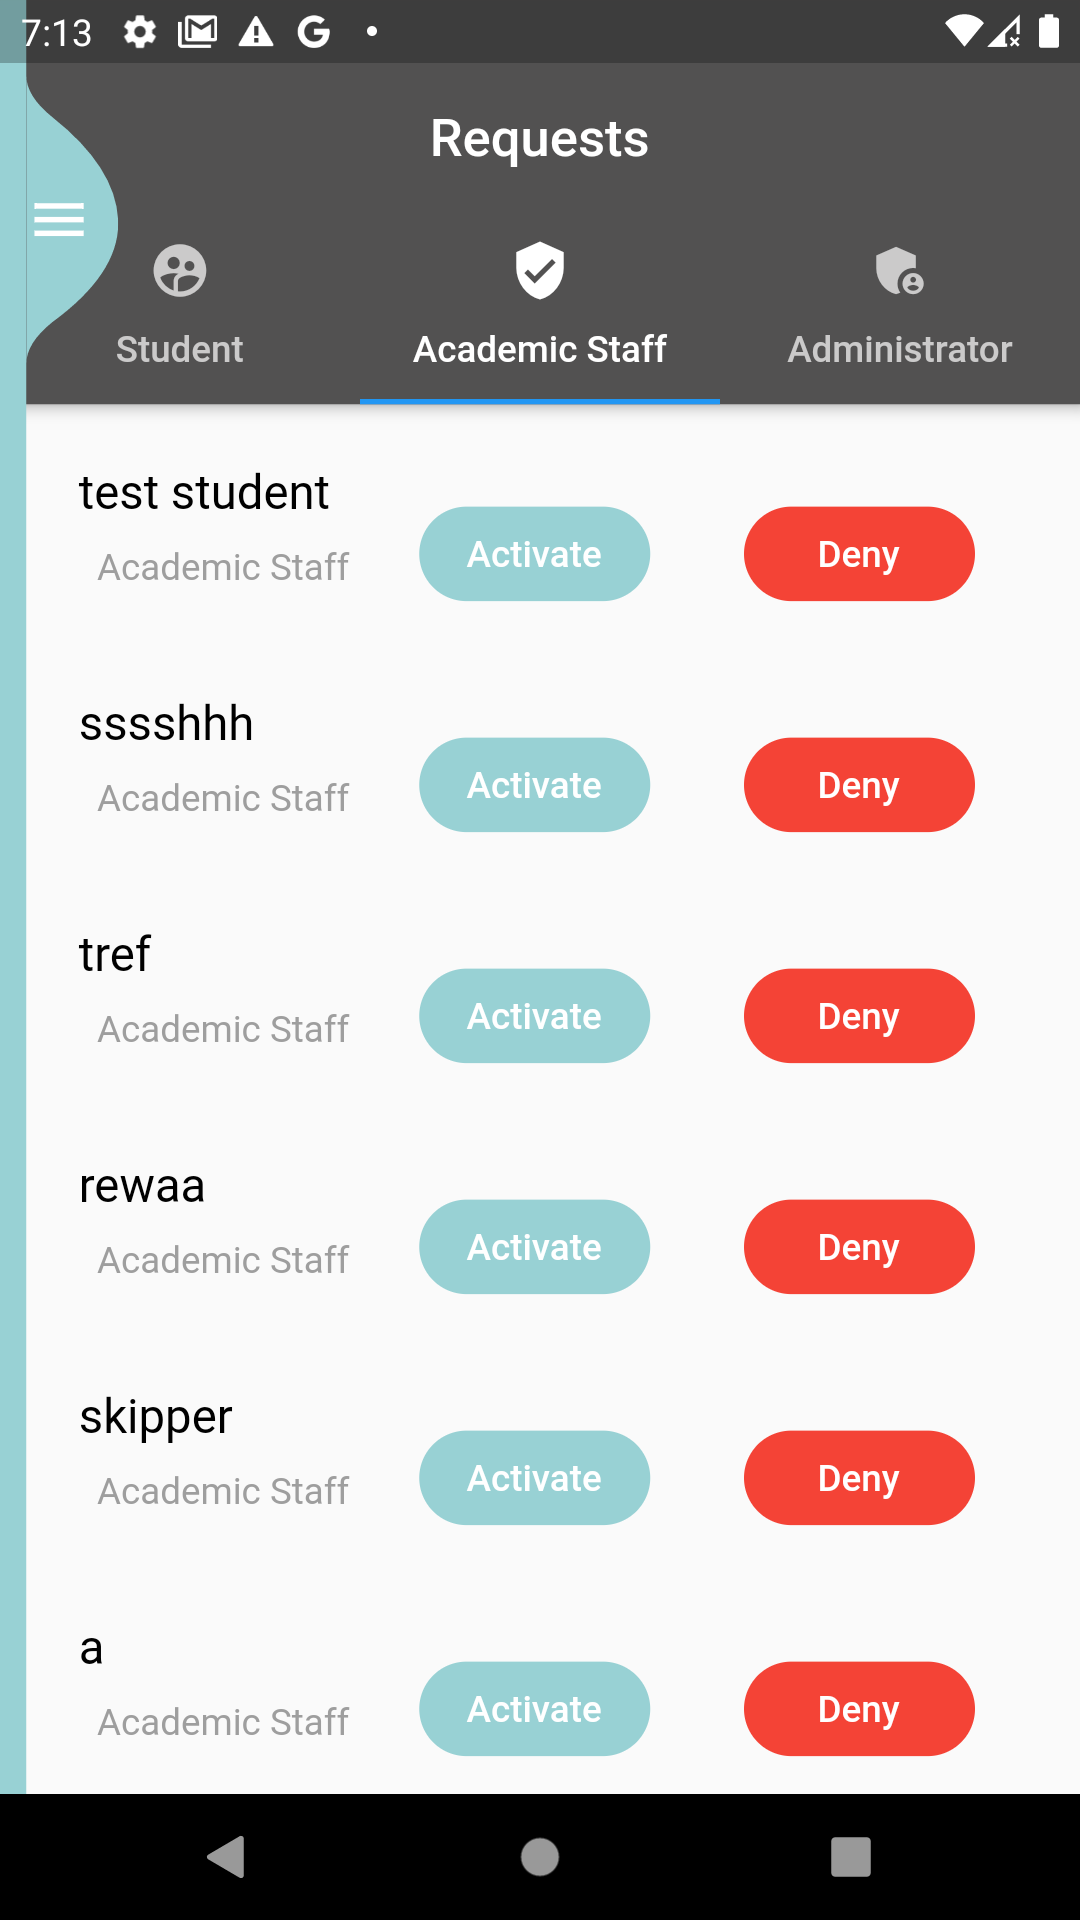 7:13
Requests
Student
Academic Staff
Administrator
test student
Academic Staff
Activate
Deny
sssshhh
Academic Staff
Activate
Deny
tref
Academic Staff
Activate
Deny
rewaa
Academic Staff
Activate
Deny
skipper
Academic Staff
Activate
Deny
a
Academic Staff
Activate
Deny